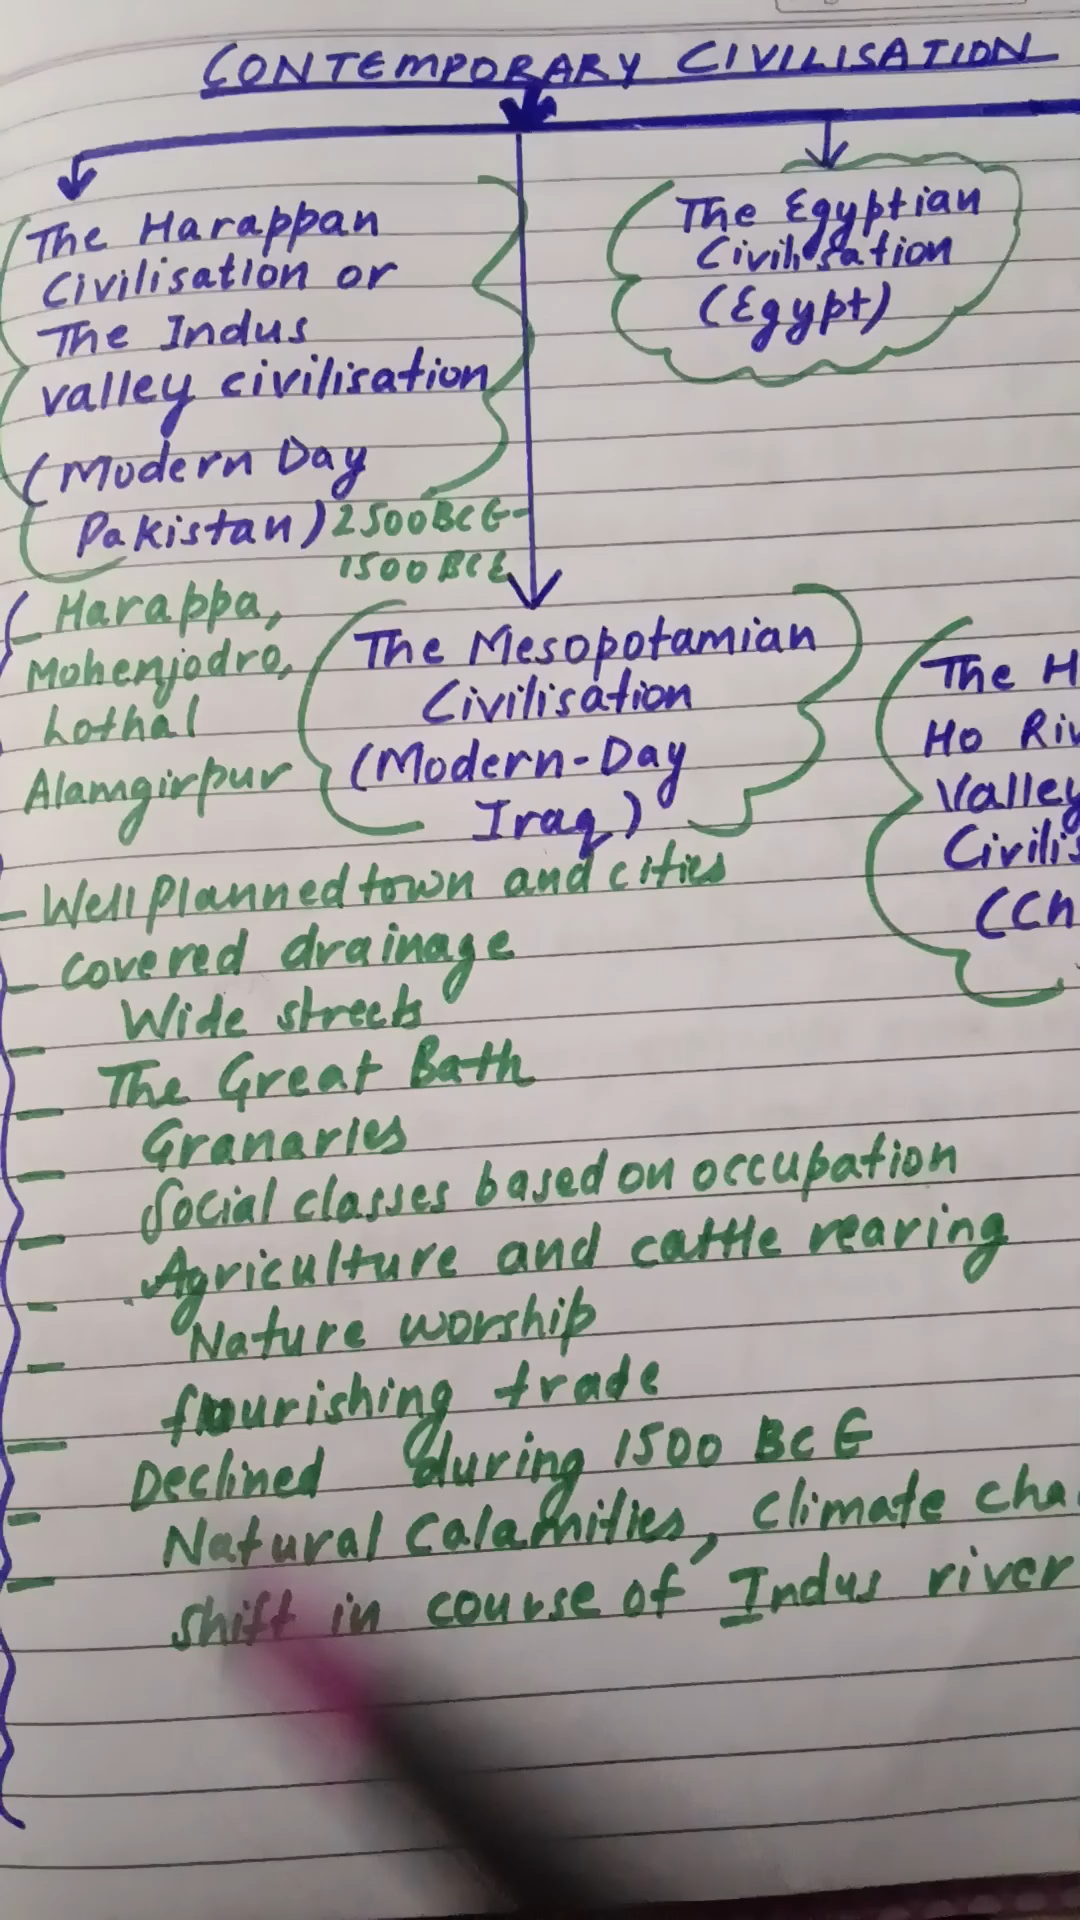 CONTEMPORARY CIVILISATION
The Harappan
Civilisation or
The Indus
valley civilisation
(Modern Day
Pakistan) 2500BCE-
1500 BCE
Harappa,
Mohenjodro,
Lothal
Alamgirpur
The Egyptian
Civilisation
(Egypt)
The Mesopotamian
Civilisation
(Modern-Day
Iraq)
The H
Ho Riv
Valley
Civilis
(Ch
- Well planned town and cities
- covered drainage
- Wide streets
- The Great Bath
- Granaries
- Social classes based on occupation
- Agriculture and cattle rearing
- Nature worship
- flourishing trade
- Declined during 1500 BCE
- Natural Calamities, Climate cha
shift in course of Indus river